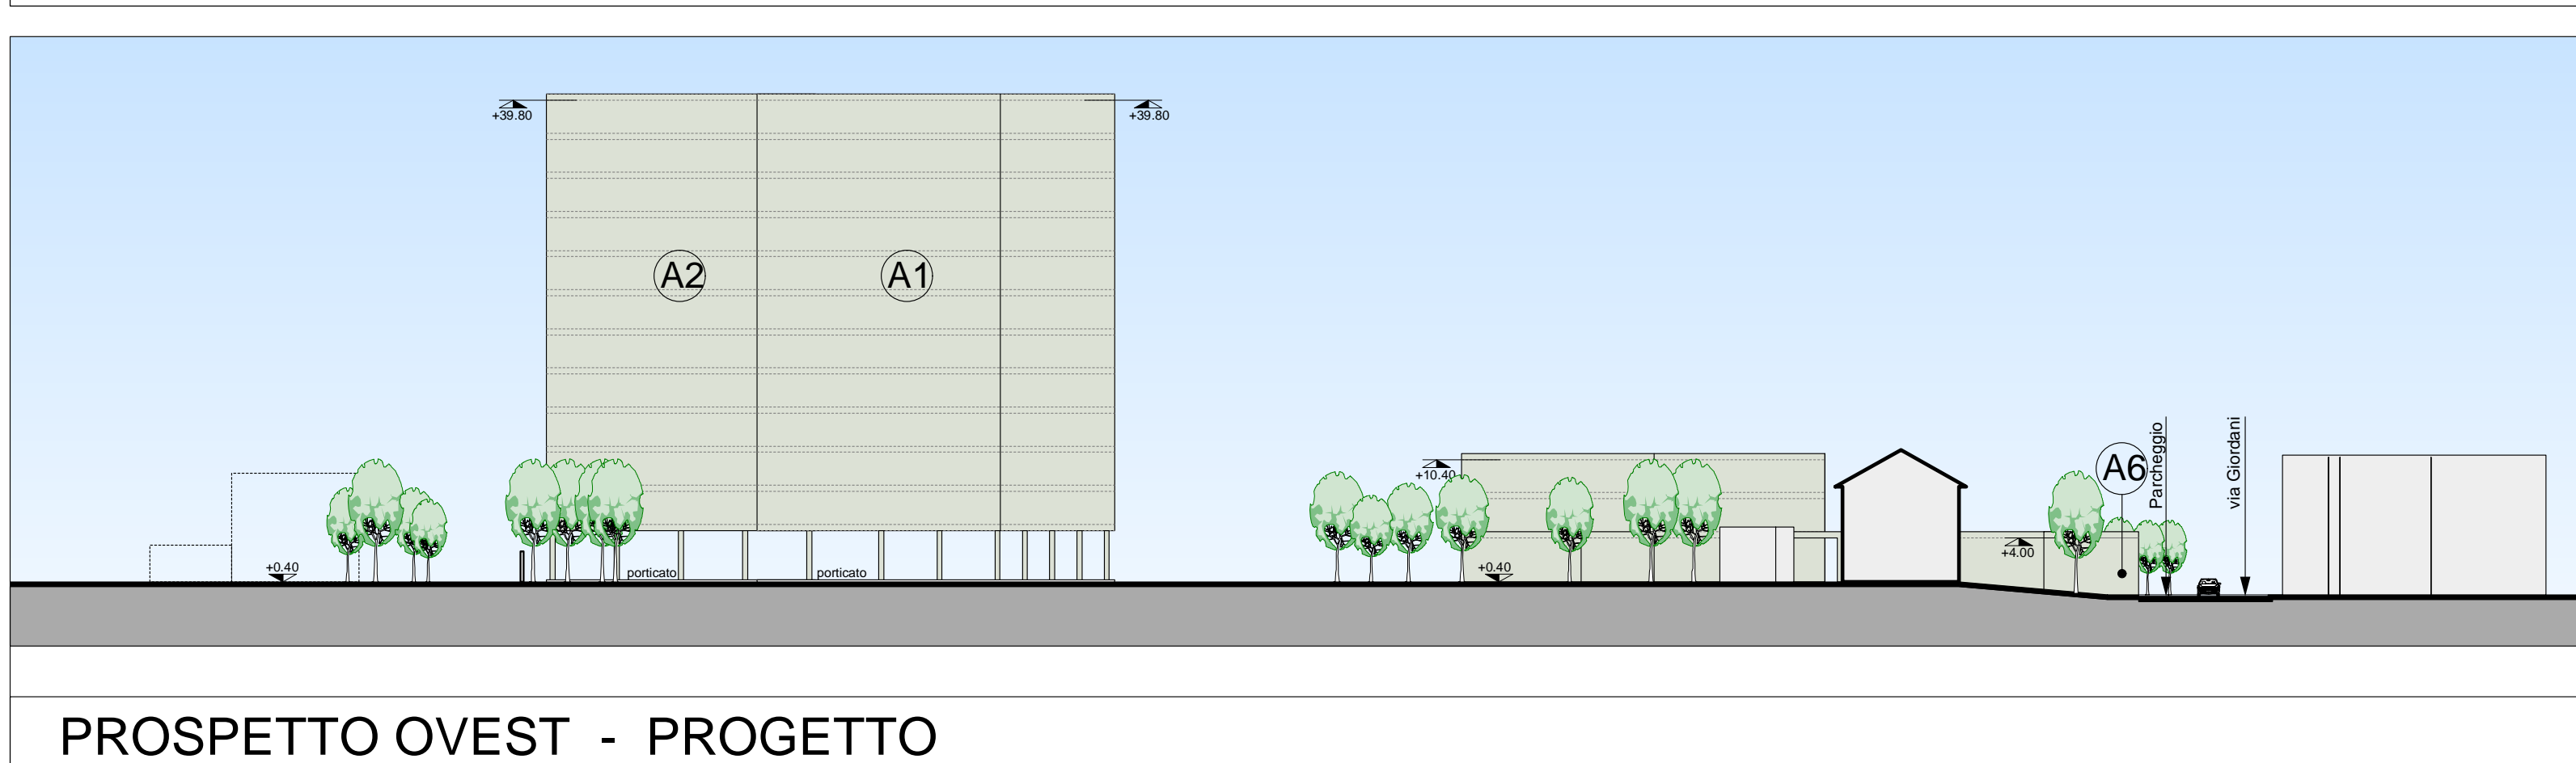 +39.80
+39.80
A2
A1
+10.40
A6
Parcheggio
via Giordani
+4.00
+0.40
porticato
porticato
+0.40
PROSPETTO OVEST - PROGETTO